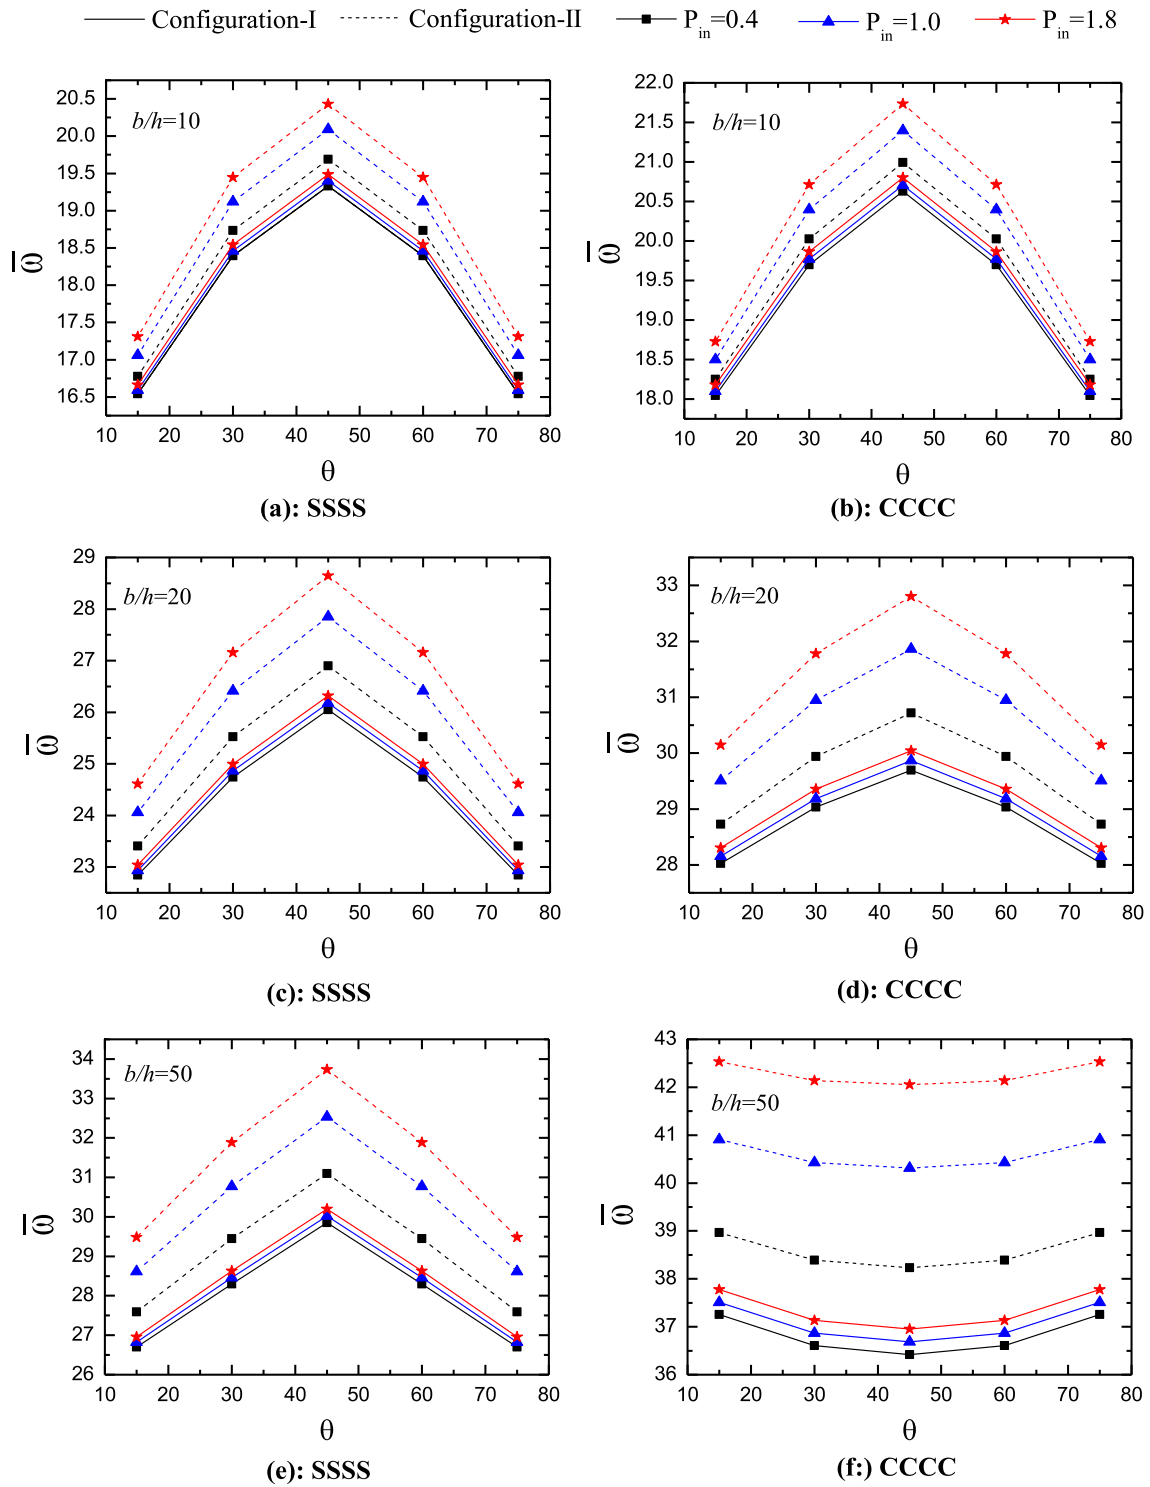 Configuration-I Configuration-II P_in=0.4 P_in=1.0 P_in=1.8
20.5
20.0
19.5
19.0
18.5
18.0
17.5
17.0
16.5
b/h=10
ω̅
10 20 30 40 50 60 70 80
θ
(a): SSSS
22.0
21.5
21.0
20.5
20.0
19.5
19.0
18.5
18.0
b/h=10
ω̅
10 20 30 40 50 60 70 80
θ
(b): CCCC
29
28
27
26
25
24
23
b/h=20
ω̅
10 20 30 40 50 60 70 80
θ
(c): SSSS
33
32
31
30
29
28
b/h=20
ω̅
10 20 30 40 50 60 70 80
θ
(d): CCCC
34
33
32
31
30
29
28
27
26
b/h=50
ω̅
10 20 30 40 50 60 70 80
θ
(e): SSSS
43
42
41
40
39
38
37
36
b/h=50
ω̅
10 20 30 40 50 60 70 80
θ
(f:) CCCC